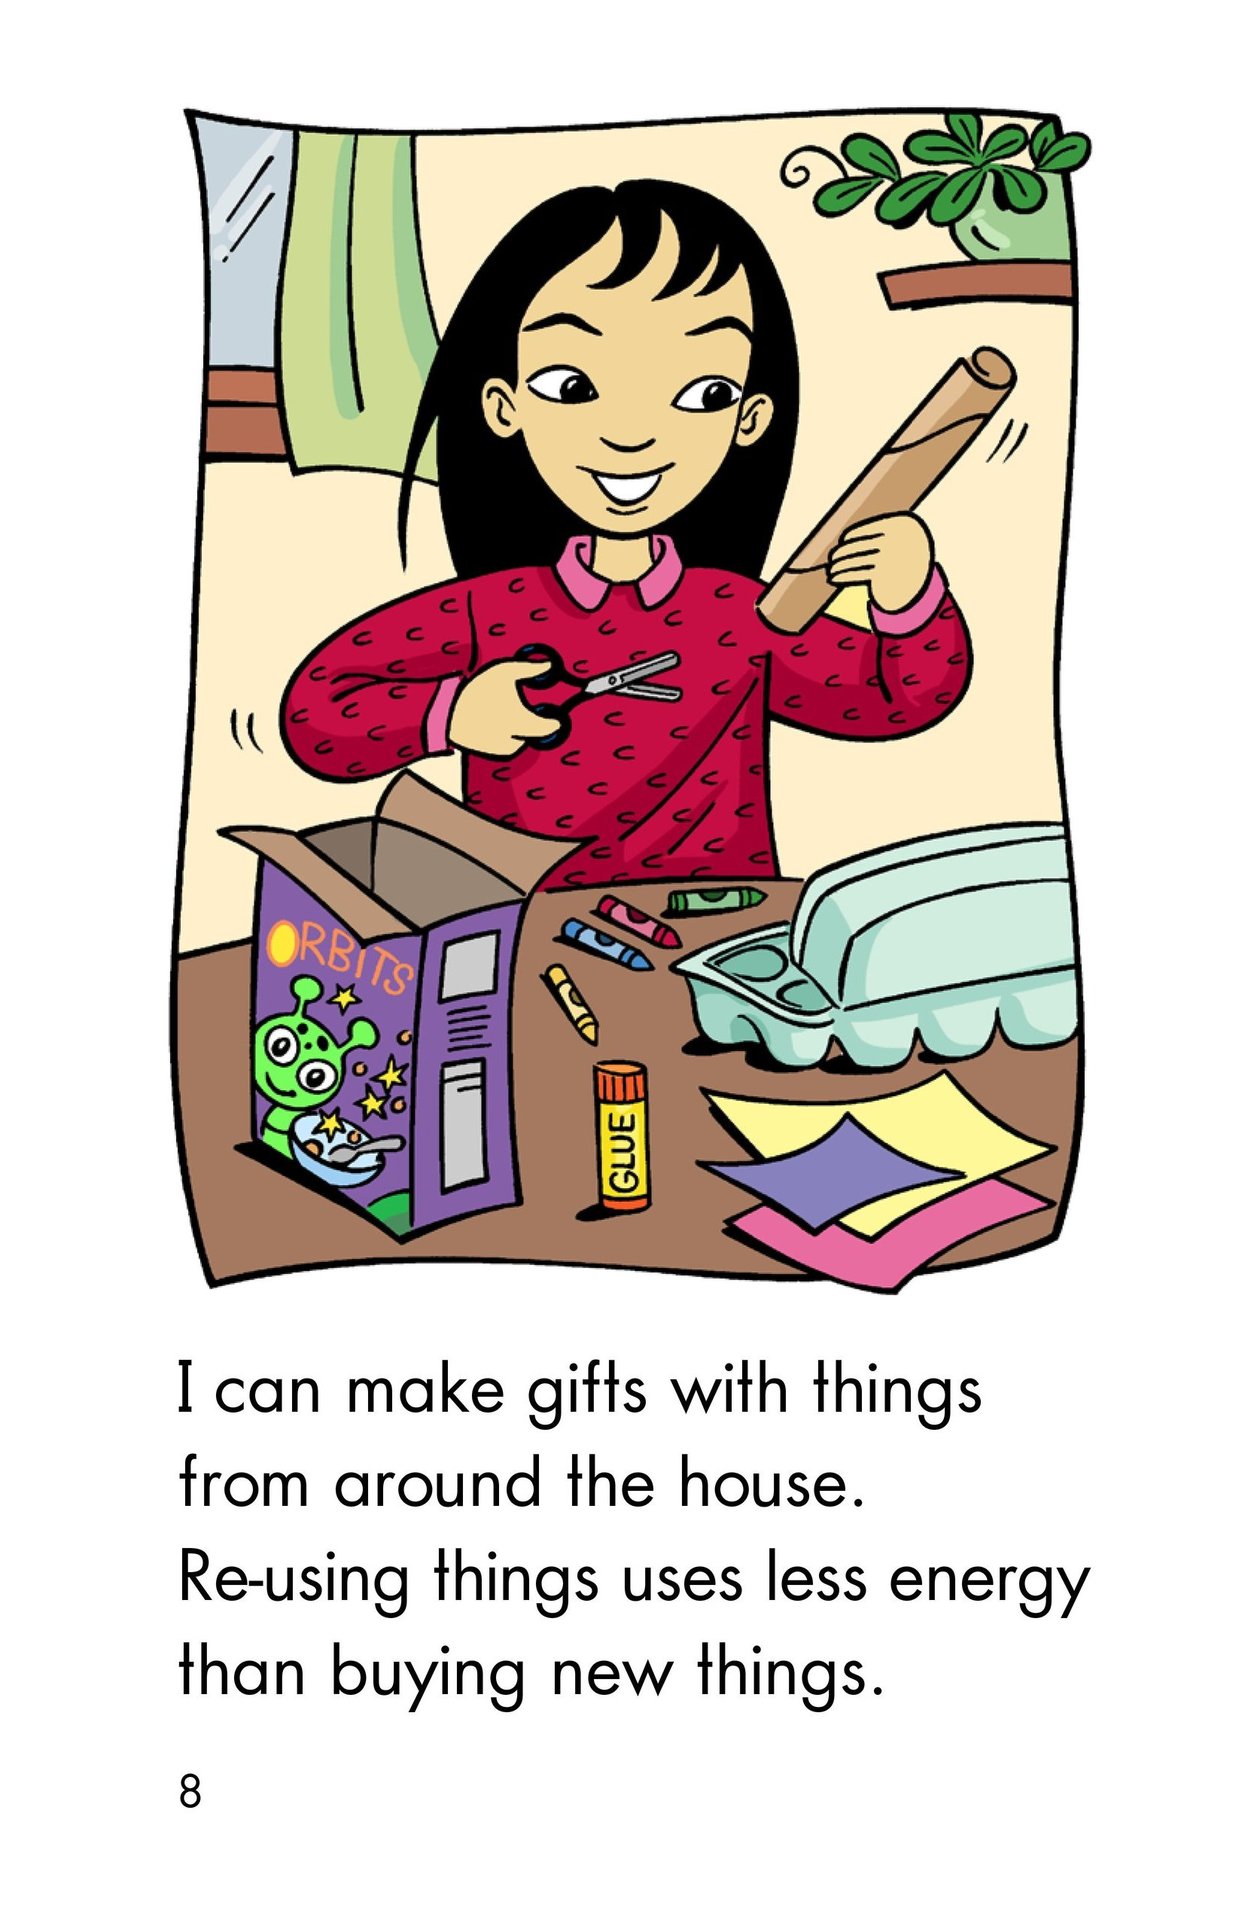 ORBITS
GLUE
I can make gifts with things
from around the house.
Re-using things uses less energy
than buying new things.
8